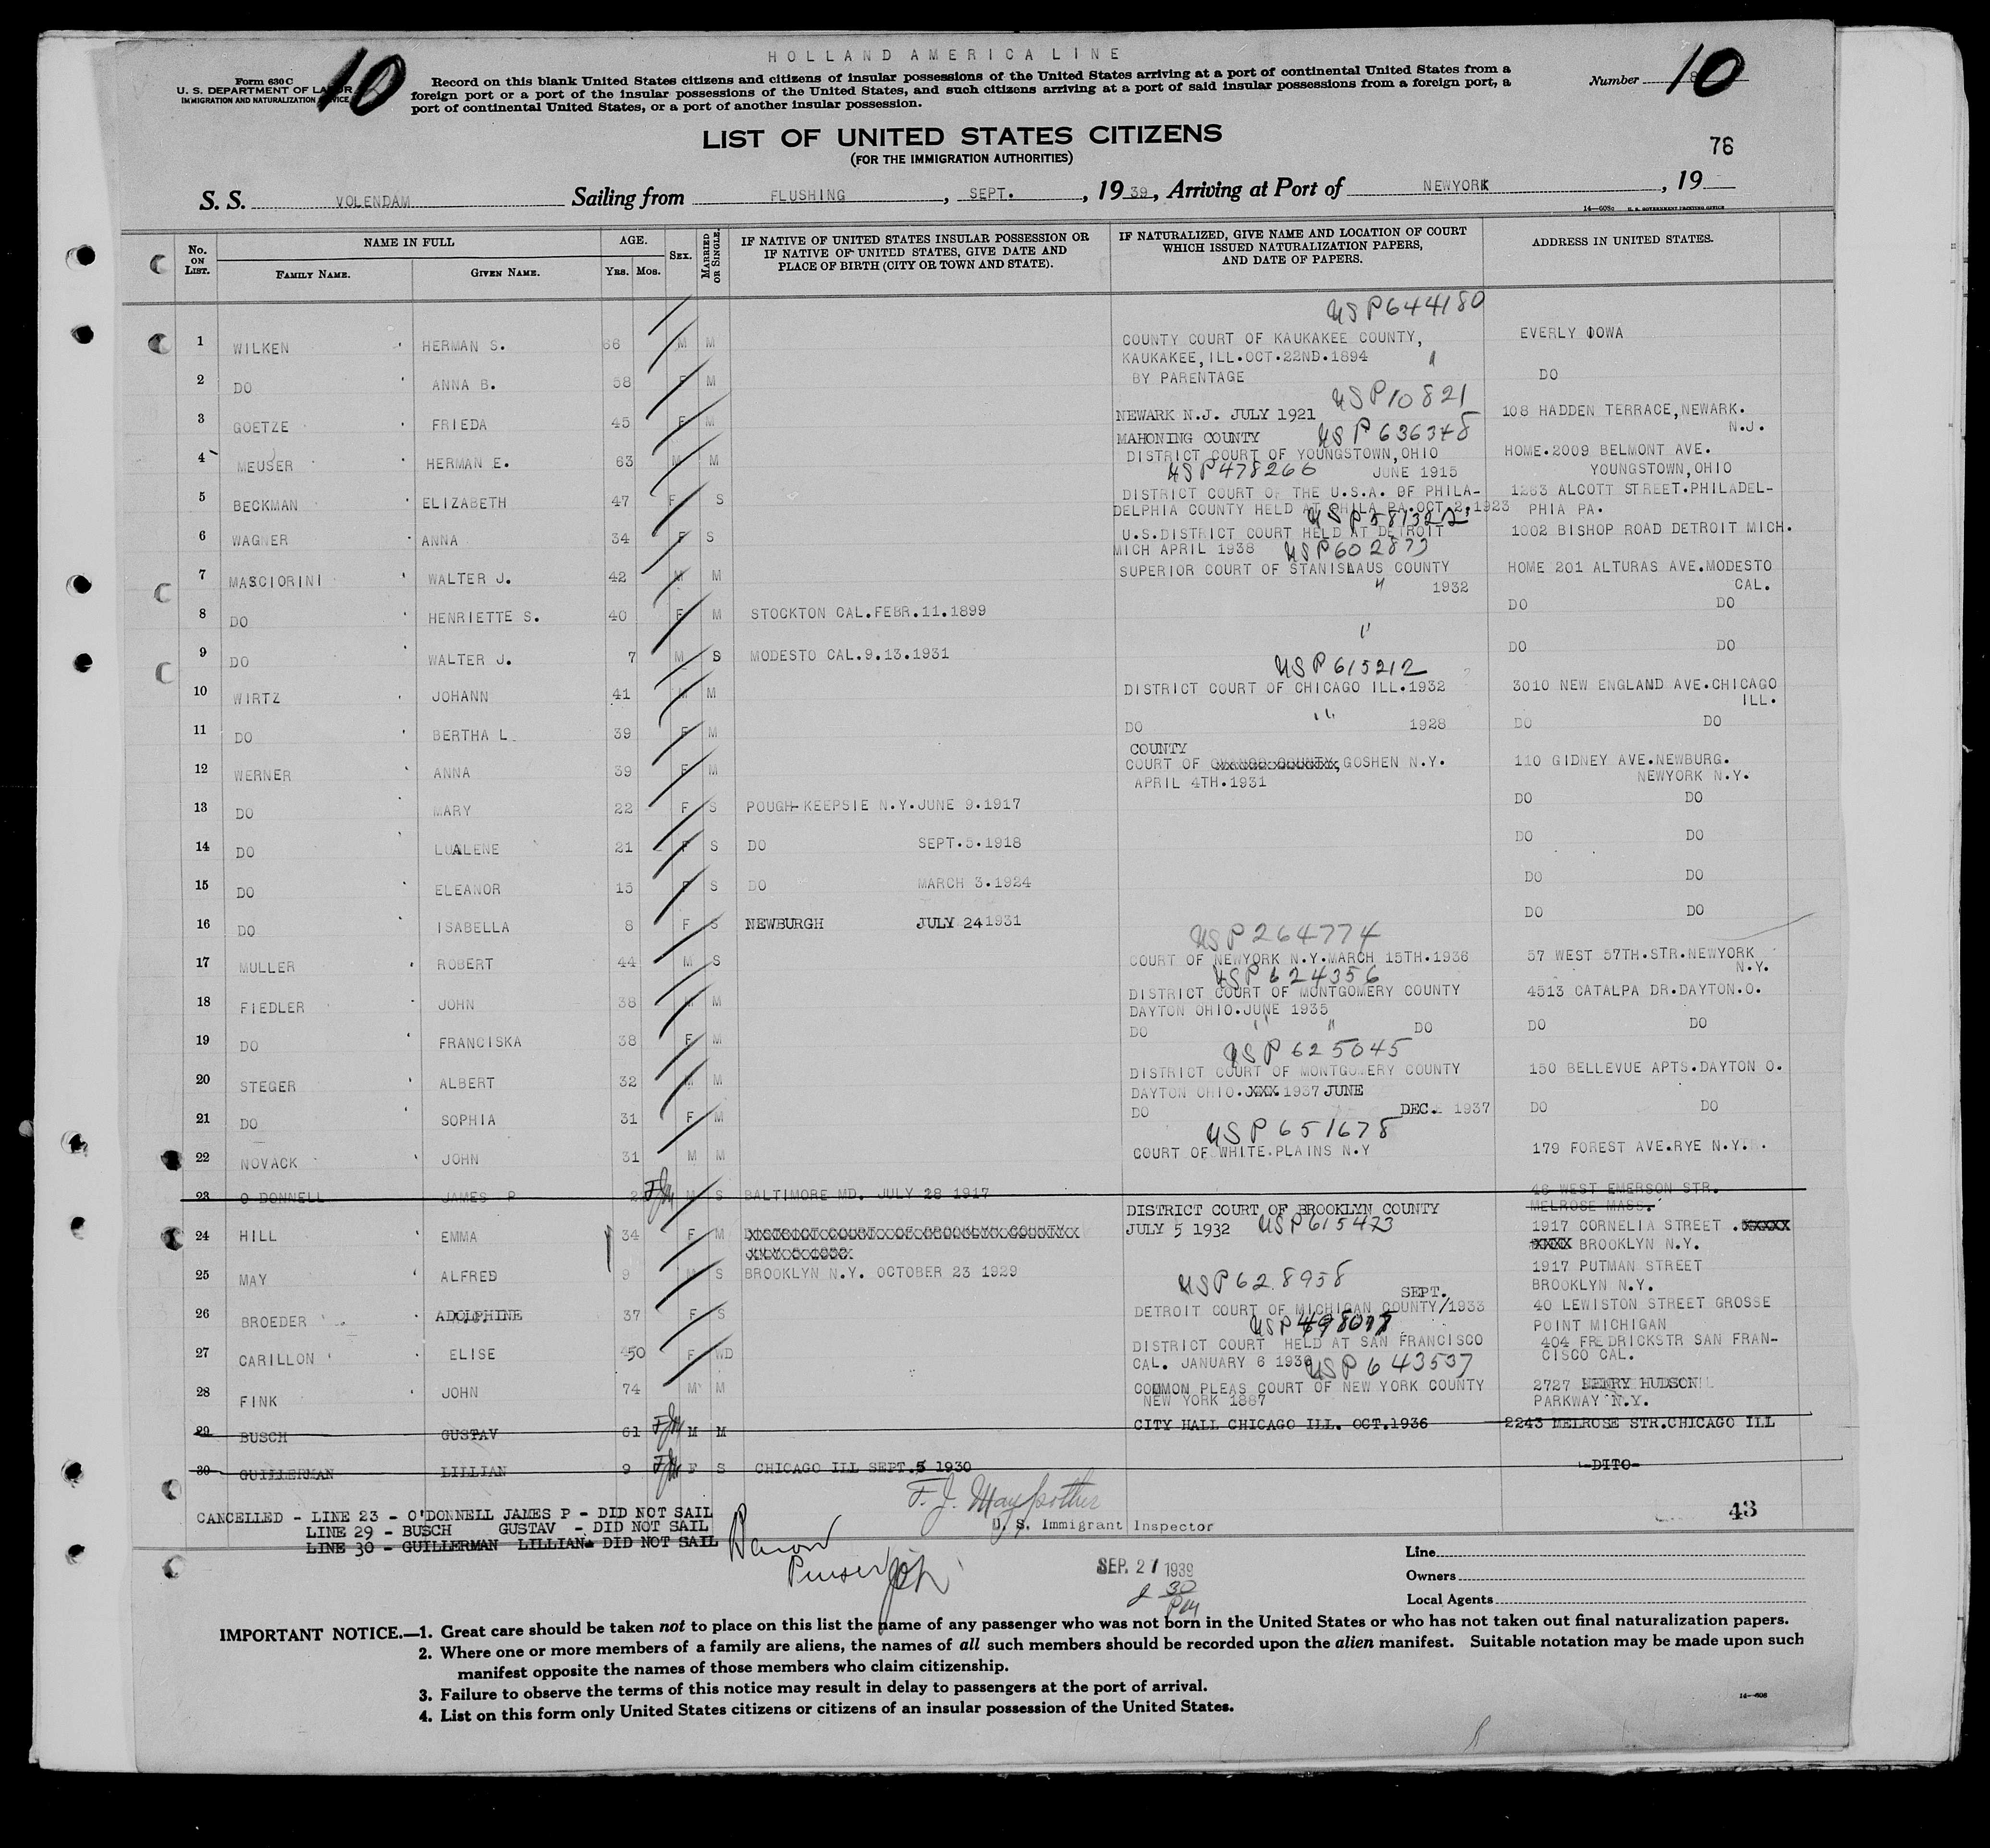 HOLLAND AMERICA LINE
Form 630 C
U. S. DEPARTMENT OF LABOR
IMMIGRATION AND NATURALIZATION SERVICE
10
Record on this blank United States citizens and citizens of insular possessions of the United States arriving at a port of continental United States from a
foreign port or a port of the insular possessions of the United States, and such citizens arriving at a port of said insular possessions from a foreign port, a
port of continental United States, or a port of another insular possession.
Number 10
LIST OF UNITED STATES CITIZENS
(FOR THE IMMIGRATION AUTHORITIES)
76
S. S. VOLENDAM Sailing from FLUSHING, SEPT., 1939, Arriving at Port of NEWYORK, 19
14—608c U. S. GOVERNMENT PRINTING OFFICE
No. ON LIST. NAME IN FULL AGE. SEX. MARRIED OR SINGLE. IF NATIVE OF UNITED STATES INSULAR POSSESSION OR IF NATIVE OF UNITED STATES, GIVE DATE AND PLACE OF BIRTH (CITY OR TOWN AND STATE). IF NATURALIZED, GIVE NAME AND LOCATION OF COURT WHICH ISSUED NATURALIZATION PAPERS, AND DATE OF PAPERS. ADDRESS IN UNITED STATES.
FAMILY NAME. GIVEN NAME. Yrs. Mos.
USP644180
1 WILKEN HERMAN S. 66 M M COUNTY COURT OF KAUKAKEE COUNTY, EVERLY IOWA
KAUKAKEE, ILL.OCT.22ND.1894
2 DO ANNA B. 58 F M BY PARENTAGE DO
USP10821
3 GOETZE FRIEDA 45 F M NEWARK N.J. JULY 1921 108 HADDEN TERRACE,NEWARK.
N.J.
MAHONING COUNTY USP636348
4 MEUSER HERMAN E. 63 M M DISTRICT COURT OF YOUNGSTOWN,OHIO HOME.2009 BELMONT AVE.
USP478266 JUNE 1915 YOUNGSTOWN,OHIO
5 BECKMAN ELIZABETH 47 F S DISTRICT COURT OF THE U.S.A. OF PHILA- 1263 ALCOTT STREET.PHILADEL-
DELPHIA COUNTY HELD AT PHILA PA.OCT.2,1923 PHIA PA.
USP581322
6 WAGNER ANNA 34 F S U.S.DISTRICT COURT HELD AT DETROIT 1002 BISHOP ROAD DETROIT MICH.
MICH APRIL 1938 USP602873
7 MASCIORINI WALTER J. 42 M M SUPERIOR COURT OF STANISLAUS COUNTY HOME 201 ALTURAS AVE.MODESTO
" 1932 CAL.
8 DO HENRIETTE S. 40 F M STOCKTON CAL.FEBR.11.1899 DO DO
"
9 DO WALTER J. 7 M S MODESTO CAL.9.13.1931 DO DO
USP615212
10 WIRTZ JOHANN 41 M M DISTRICT COURT OF CHICAGO ILL.1932 3010 NEW ENGLAND AVE.CHICAGO
ILL.
11 DO BERTHA L 39 F M DO " 1928 DO DO
COUNTY
12 WERNER ANNA 39 F M COURT OF GOSHEN N.Y. 110 GIDNEY AVE.NEWBURG.
APRIL 4TH.1931 NEWYORK N.Y.
13 DO MARY 22 F S POUGH-KEEPSIE N.Y.JUNE 9.1917 DO DO
14 DO LUALENE 21 F S DO SEPT.5.1918 DO DO
15 DO ELEANOR 15 F S DO MARCH 3.1924 DO DO
16 DO ISABELLA 8 F S NEWBURGH JULY 24 1931 DO DO
USP264774
17 MULLER ROBERT 44 M S COURT OF NEWYORK N.Y.MARCH 15TH.1936 57 WEST 57TH.STR.NEWYORK
N.Y.
USP624356
18 FIEDLER JOHN 38 M M DISTRICT COURT OF MONTGOMERY COUNTY 4513 CATALPA DR.DAYTON.O.
DAYTON OHIO.JUNE 1935
19 DO FRANCISKA 38 F M DO " " DO DO DO
USP625045
20 STEGER ALBERT 32 M M DISTRICT COURT OF MONTGOMERY COUNTY 150 BELLEVUE APTS.DAYTON O.
DAYTON OHIO.XXX 1937 JUNE
21 DO SOPHIA 31 F M DO DEC. 1937 DO DO
USP651678
22 NOVACK JOHN 31 M M COURT OF WHITE.PLAINS N.Y 179 FOREST AVE.RYE N.Y.
23 O DONNELL JAMES P M S BALTIMORE MD. JULY 28 1917 46 WEST EMERSON STR.
MELROSE MASS.
DISTRICT COURT OF BROOKLYN COUNTY
24 HILL EMMA 34 F M JULY 5 1932 USP615473 1917 CORNELIA STREET . XXXXX
XXXX BROOKLYN N.Y.
25 MAY ALFRED 9 M S BROOKLYN N.Y. OCTOBER 23 1929 1917 PUTMAN STREET
BROOKLYN N.Y.
USP628958 SEPT.
26 BROEDER ADOLPHINE 37 F S DETROIT COURT OF MICHIGAN COUNTY/1933 40 LEWISTON STREET GROSSE
POINT MICHIGAN
27 CARILLON ELISE 50 F WD DISTRICT COURT HELD AT SAN FRANCISCO 404 FREDRICKSTR SAN FRAN-
CAL. JANUARY 6 USP643537 CISCO CAL.
28 FINK JOHN 74 M M COMMON PLEAS COURT OF NEW YORK COUNTY 2727 HENRY HUDSON
NEW YORK 1887 PARKWAY N.Y.
29 BUSCH GUSTAV 61 M M CITY HALL CHICAGO ILL. OCT.1936 2243 MELROSE STR.CHICAGO ILL
30 GUILLERMAN LILLIAN 9 F S CHICAGO ILL SEPT.5 1930 -DITO-
F. J. Mayforther
U. S. Immigrant Inspector
43
CANCELLED - LINE 23 - O'DONNELL JAMES P - DID NOT SAIL
LINE 29 - BUSCH GUSTAV - DID NOT SAIL
LINE 30 - GUILLERMAN LILLIAN DID NOT SAIL
Purser
SEP. 21 1939
2 30 PM
Line
Owners
Local Agents
IMPORTANT NOTICE.—1. Great care should be taken not to place on this list the name of any passenger who was not born in the United States or who has not taken out final naturalization papers.
2. Where one or more members of a family are aliens, the names of all such members should be recorded upon the alien manifest. Suitable notation may be made upon such
manifest opposite the names of those members who claim citizenship.
3. Failure to observe the terms of this notice may result in delay to passengers at the port of arrival.
4. List on this form only United States citizens or citizens of an insular possession of the United States.
14—608